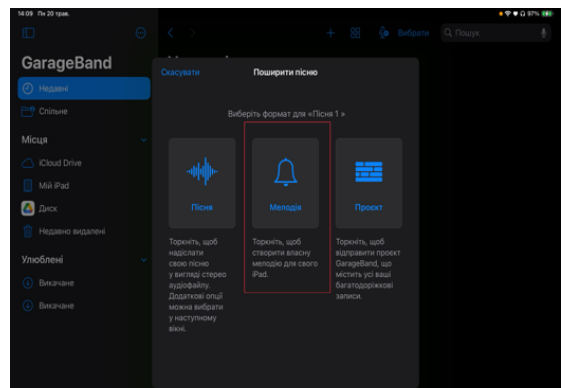 14:09 Пн 20 трав.
97%
Вибрати
Пошук
GarageBand
Недавні
Спільне
Місця
iCloud Drive
Мій iPad
Диск
Недавно видалені
Улюблені
Викачане
Викачане
Скасувати
Поширити пісню
Виберіть формат для «Пісня 1 »
Пісня
Торкніть, щоб
надіслати
свою пісню
у вигляді стерео
аудіофайлу.
Додаткові опції
можна вибрати
у наступному
вікні.
Мелодія
Торкніть, щоб
створити власну
мелодію для свого
iPad.
Проєкт
Торкніть, щоб
відправити проєкт
GarageBand, що
містить усі ваші
багатодоріжкові
записи.